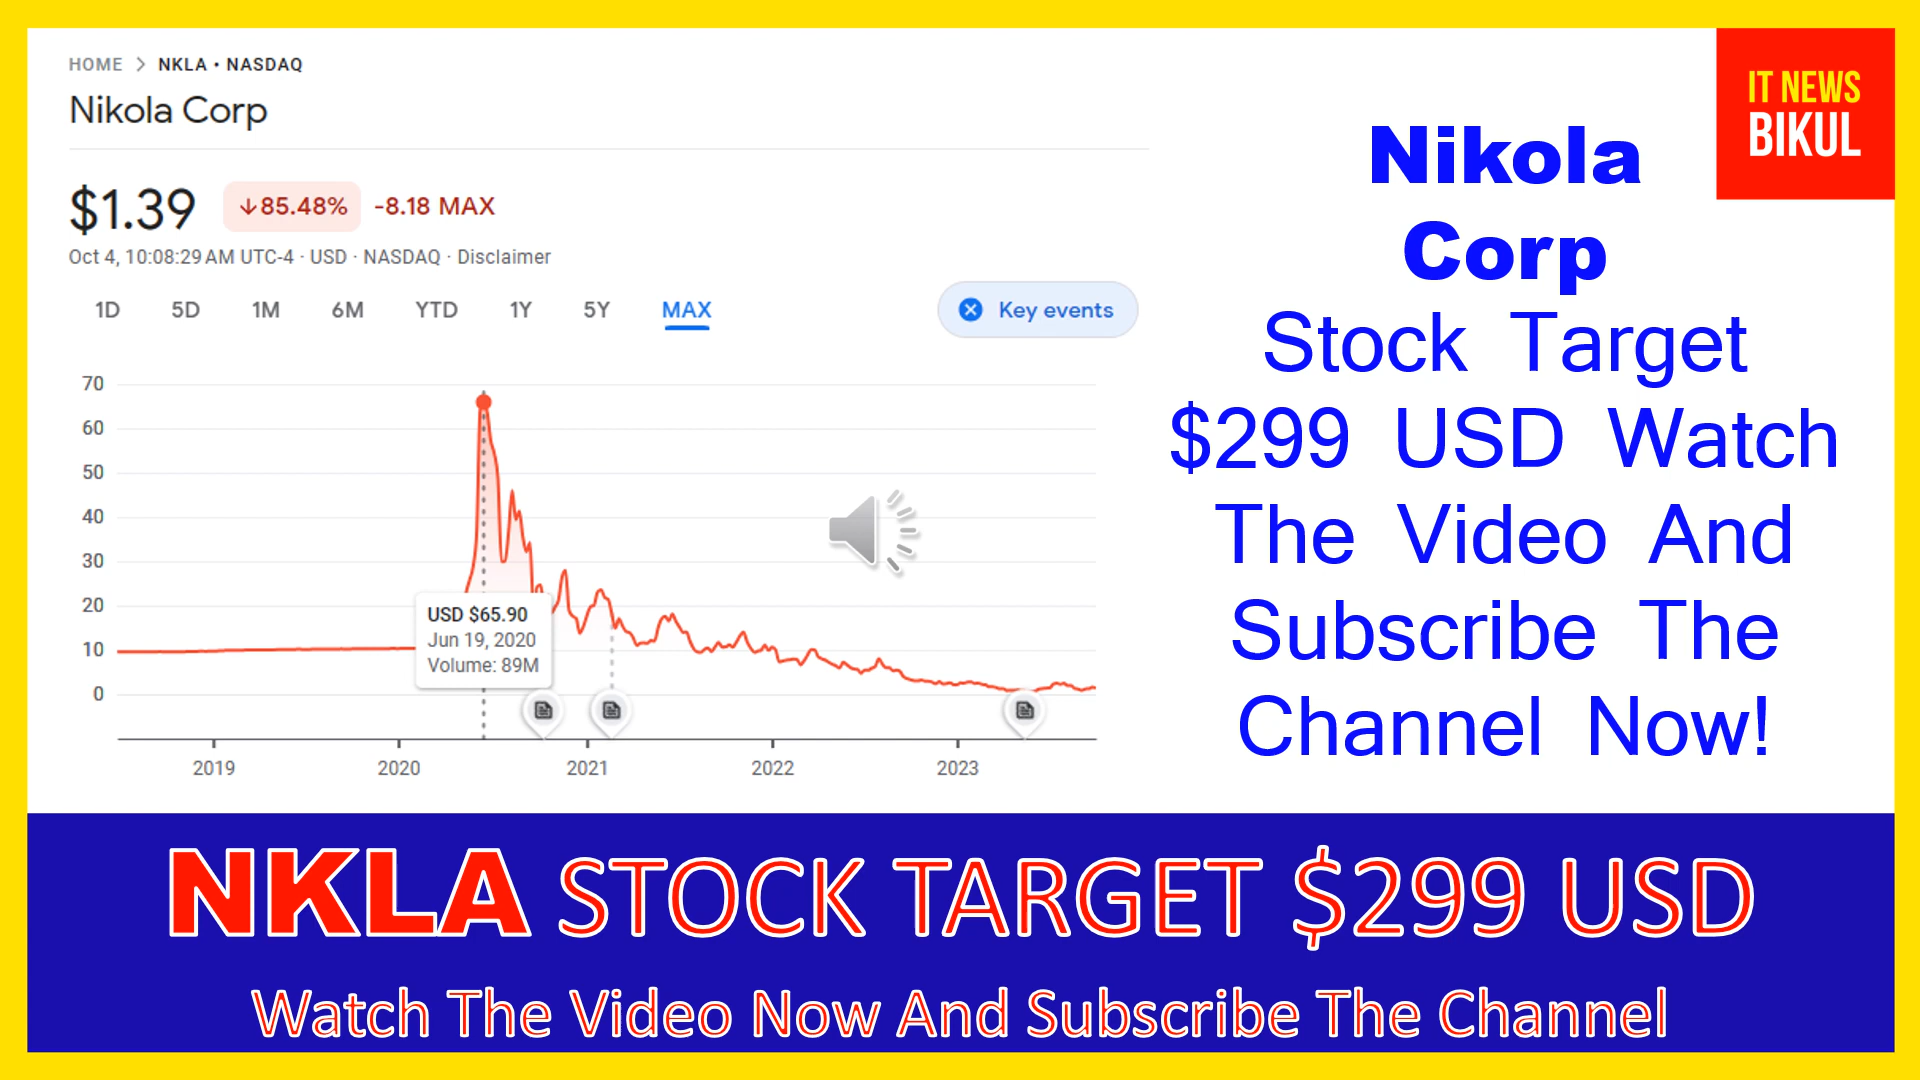 HOME > NKLA • NASDAQ
Nikola Corp
$1.39 ↓85.48% -8.18 MAX
Oct 4, 10:08:29 AM UTC-4 · USD · NASDAQ · Disclaimer
1D 5D 1M 6M YTD 1Y 5Y MAX Key events
70
60
50
40
30
20
10
0
USD $65.90
Jun 19, 2020
Volume: 89M
2019 2020 2021 2022 2023
IT NEWS
BIKUL
Nikola
Corp
Stock Target
$299 USD Watch
The Video And
Subscribe The
Channel Now!
NKLA STOCK TARGET $299 USD
Watch The Video Now And Subscribe The Channel